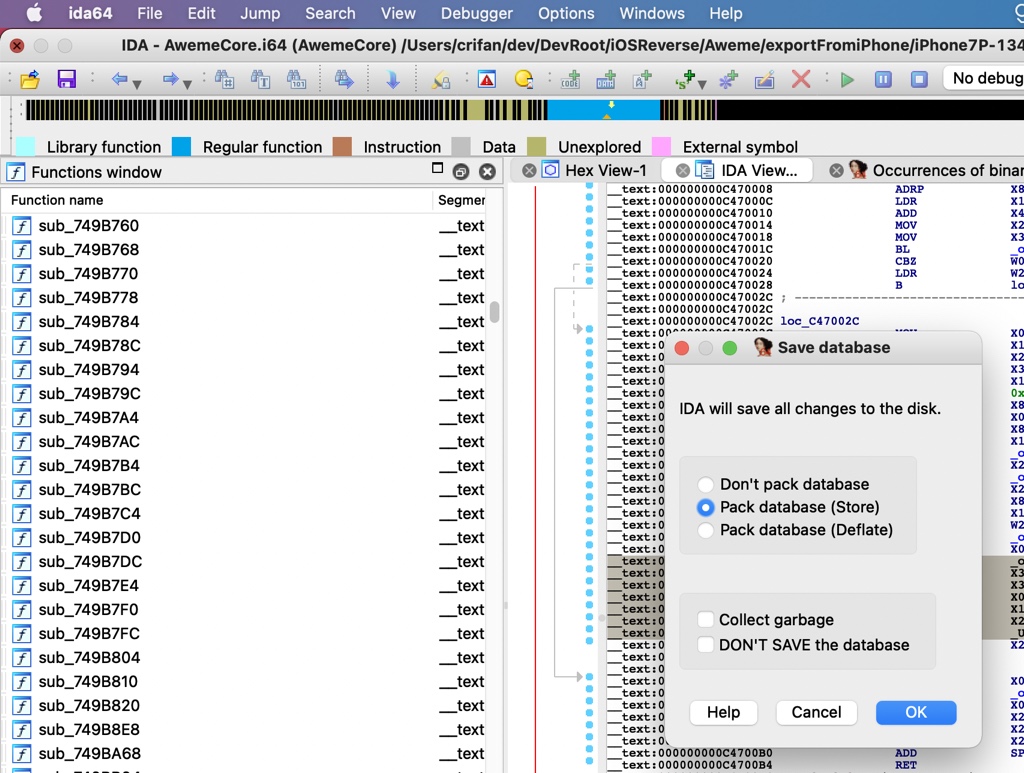 ida64 File Edit Jump Search View Debugger Options Windows Help
IDA - AwemeCore.i64 (AwemeCore) /Users/crifan/dev/DevRoot/iOSReverse/Aweme/exportFromiPhone/iPhone7P-134
No debug
Library function Regular function Instruction Data Unexplored External symbol
Functions window
Hex View-1
IDA View...
Occurrences of binar
Function name Segmer
sub_749B760 __text
sub_749B768 __text
sub_749B770 __text
sub_749B778 __text
sub_749B784 __text
sub_749B78C __text
sub_749B794 __text
sub_749B79C __text
sub_749B7A4 __text
sub_749B7AC __text
sub_749B7B4 __text
sub_749B7BC __text
sub_749B7C4 __text
sub_749B7D0 __text
sub_749B7DC __text
sub_749B7E4 __text
sub_749B7F0 __text
sub_749B7FC __text
sub_749B804 __text
sub_749B810 __text
sub_749B820 __text
sub_749B8E8 __text
sub_749BA68 __text
__text:000000000C470008 ADRP X8
__text:000000000C47000C LDR X1
__text:000000000C470010 ADD X4
__text:000000000C470014 MOV X2
__text:000000000C470018 MOV X3
__text:000000000C47001C BL _o
__text:000000000C470020 CBZ W0
__text:000000000C470024 LDR W2
__text:000000000C470028 B lo
__text:000000000C47002C ; ---------------------------
__text:000000000C47002C
__text:000000000C47002C loc_C47002C
Save database
IDA will save all changes to the disk.
Don't pack database
Pack database (Store)
Pack database (Deflate)
Collect garbage
DON'T SAVE the database
Help Cancel OK
__text:000000000C4700B0 ADD SP
__text:000000000C4700B4 RET